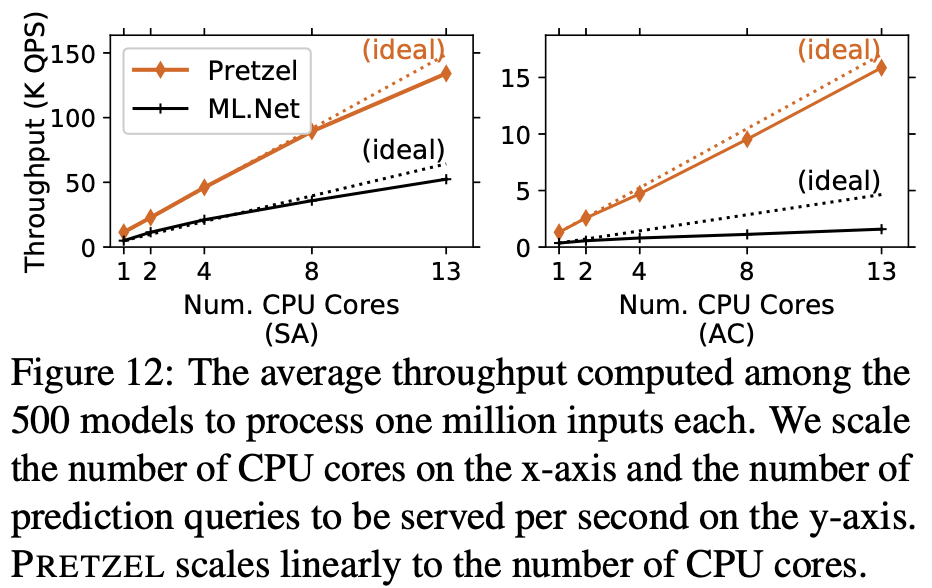 Throughput (K QPS)
150
100
50
0
Pretzel
ML.Net
(ideal)
(ideal)
1 2 4 8 13
Num. CPU Cores
(SA)
15
10
5
0
(ideal)
(ideal)
1 2 4 8 13
Num. CPU Cores
(AC)
Figure 12: The average throughput computed among the
500 models to process one million inputs each. We scale
the number of CPU cores on the x-axis and the number of
prediction queries to be served per second on the y-axis.
PRETZEL scales linearly to the number of CPU cores.